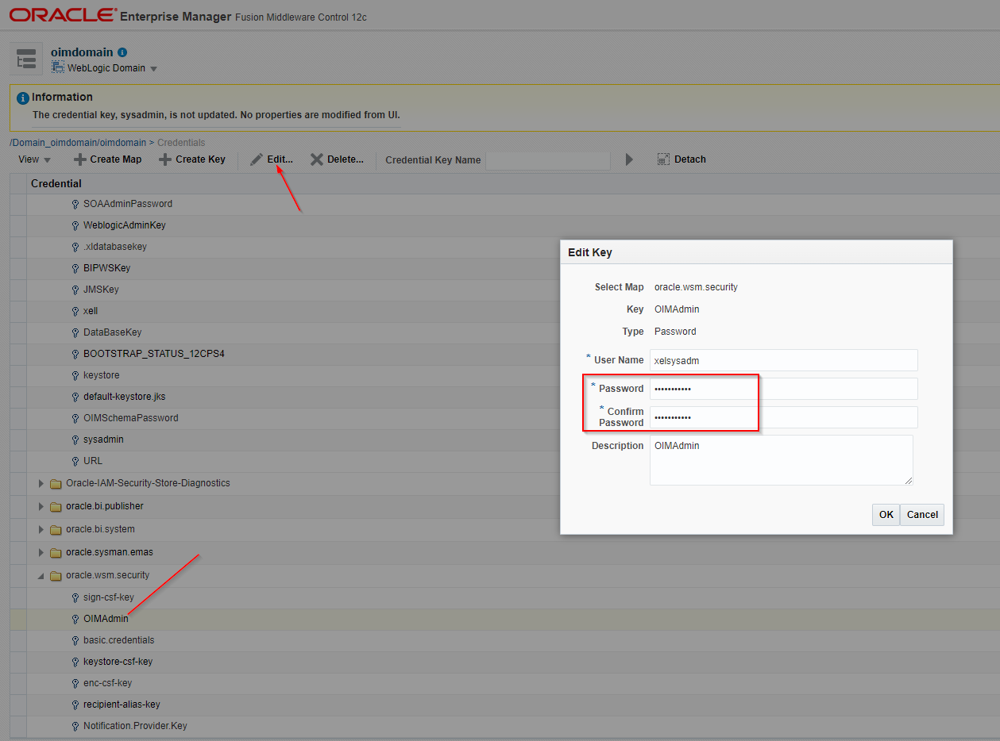 ORACLE Enterprise Manager Fusion Middleware Control 12c
oimdomain
WebLogic Domain
Information
The credential key, sysadmin, is not updated. No properties are modified from UI.
/Domain_oimdomain/oimdomain > Credentials
View Create Map Create Key Edit... Delete... Credential Key Name Detach
Credential
SOAAdminPassword
WeblogicAdminKey
.xldatabasekey
BIPWSKey
JMSKey
xell
DataBaseKey
BOOTSTRAP_STATUS_12CPS4
keystore
default-keystore.jks
OIMSchemaPassword
sysadmin
URL
Oracle-IAM-Security-Store-Diagnostics
oracle.bi.publisher
oracle.bi.system
oracle.sysman.emas
oracle.wsm.security
sign-csf-key
OIMAdmin
basic.credentials
keystore-csf-key
enc-csf-key
recipient-alias-key
Notification.Provider.Key
Edit Key
Select Map oracle.wsm.security
Key OIMAdmin
Type Password
* User Name xelsysadm
* Password •••••••••••
* Confirm
Password •••••••••••
Description OIMAdmin
OK Cancel